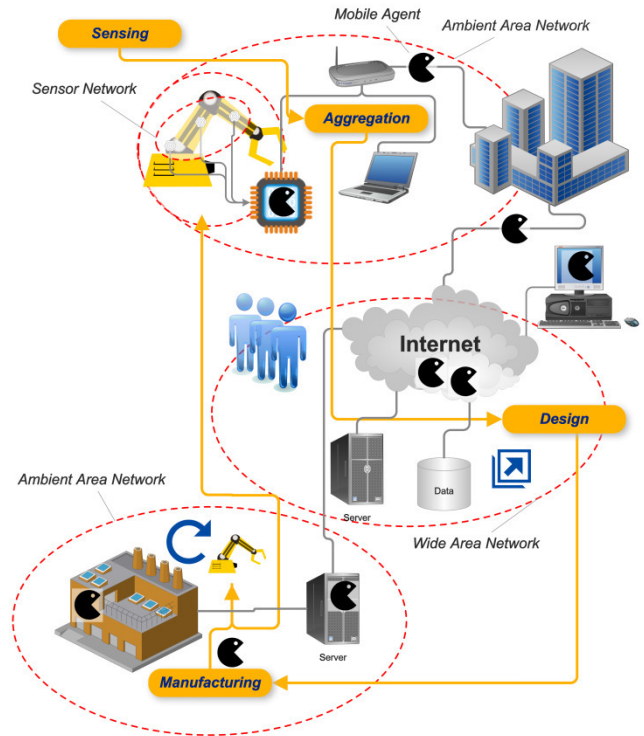 Mobile Agent
Sensing
Ambient Area Network
Sensor Network
Aggregation
Internet
Design
Data
Server
Ambient Area Network
Wide Area Network
Server
Manufacturing